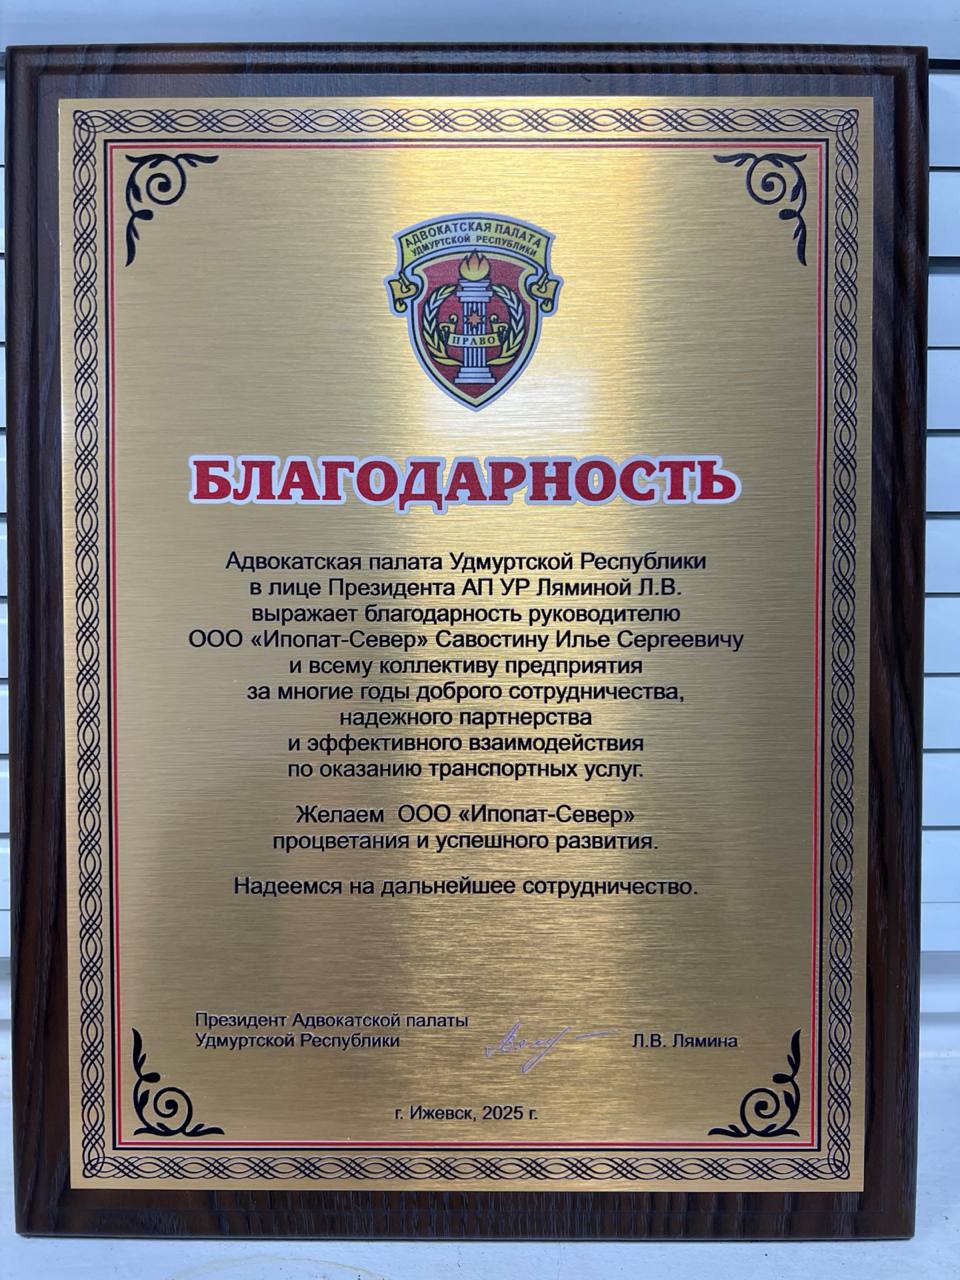 АДВОКАТСКАЯ ПАЛАТА
УДМУРТСКОЙ РЕСПУБЛИКИ
ПРАВО
БЛАГОДАРНОСТЬ
Адвокатская палата Удмуртской Республики
в лице Президента АП УР Ляминой Л.В.
выражает благодарность руководителю
ООО «Ипопат-Север» Савостину Илье Сергеевичу
и всему коллективу предприятия
за многие годы доброго сотрудничества,
надежного партнерства
и эффективного взаимодействия
по оказанию транспортных услуг.
Желаем ООО «Ипопат-Север»
процветания и успешного развития.
Надеемся на дальнейшее сотрудничество.
Президент Адвокатской палаты
Удмуртской Республики Л.В. Лямина
г. Ижевск, 2025 г.